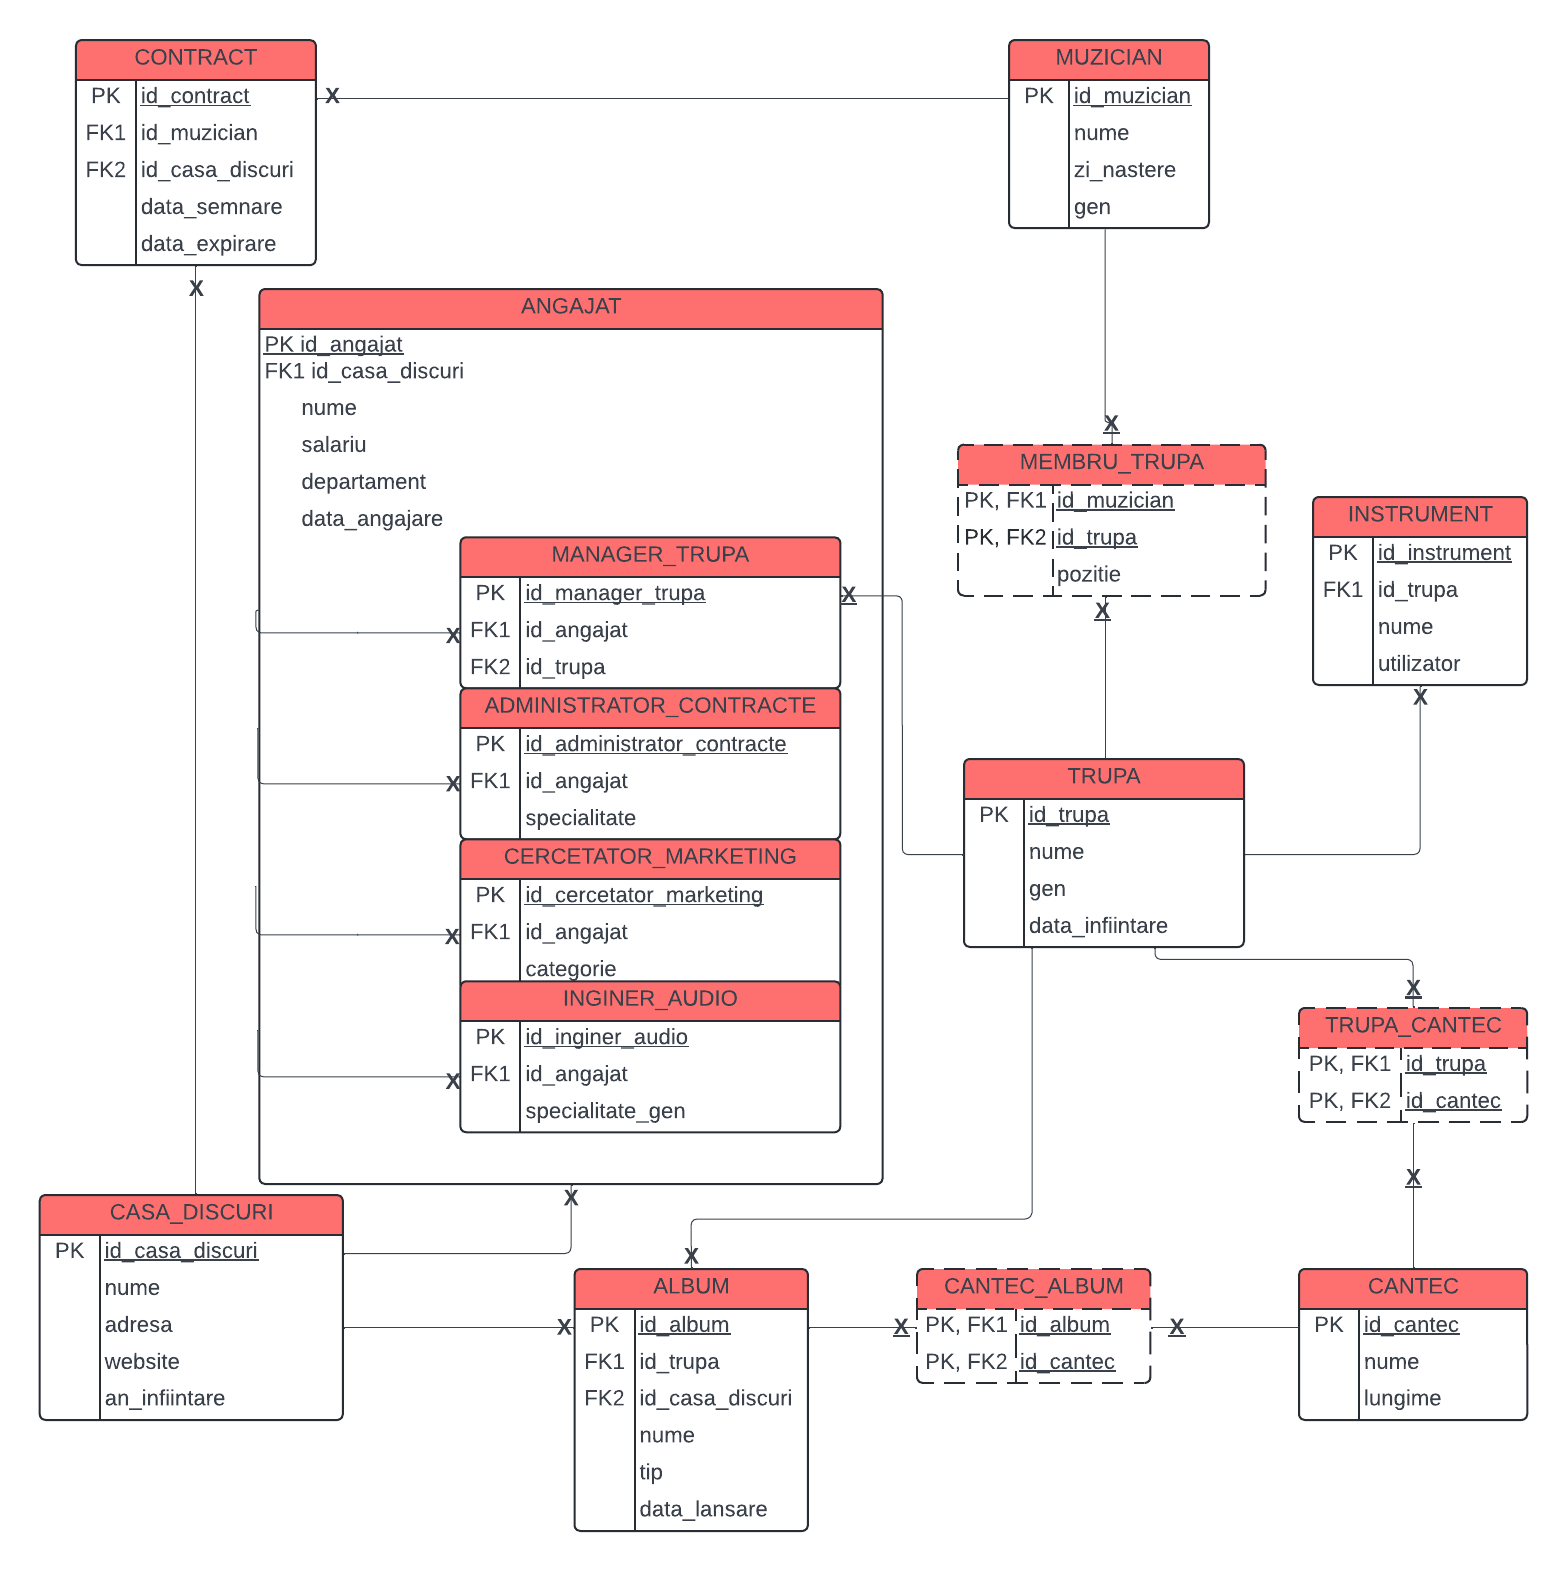 CONTRACT
PK id_contract
FK1 id_muzician
FK2 id_casa_discuri
data_semnare
data_expirare
X
X
MUZICIAN
PK id_muzician
nume
zi_nastere
gen
ANGAJAT
PK id_angajat
FK1 id_casa_discuri
nume
salariu
departament
data_angajare
MANAGER_TRUPA
PK id_manager_trupa
X
X FK1 id_angajat
FK2 id_trupa
ADMINISTRATOR_CONTRACTE
PK id_administrator_contracte
X FK1 id_angajat
specialitate
CERCETATOR_MARKETING
PK id_cercetator_marketing
X FK1 id_angajat
categorie
INGINER_AUDIO
PK id_inginer_audio
X FK1 id_angajat
specialitate_gen
X
X
MEMBRU_TRUPA
PK, FK1 id_muzician
PK, FK2 id_trupa
pozitie
X
INSTRUMENT
PK id_instrument
FK1 id_trupa
nume
utilizator
X
TRUPA
PK id_trupa
nume
gen
data_infiintare
X
TRUPA_CANTEC
PK, FK1 id_trupa
PK, FK2 id_cantec
X
CASA_DISCURI
PK id_casa_discuri
nume
adresa
website
an_infiintare
X
X
ALBUM
PK id_album
FK1 id_trupa
FK2 id_casa_discuri
nume
tip
data_lansare
X
CANTEC_ALBUM
PK, FK1 id_album
PK, FK2 id_cantec
X
CANTEC
PK id_cantec
nume
lungime